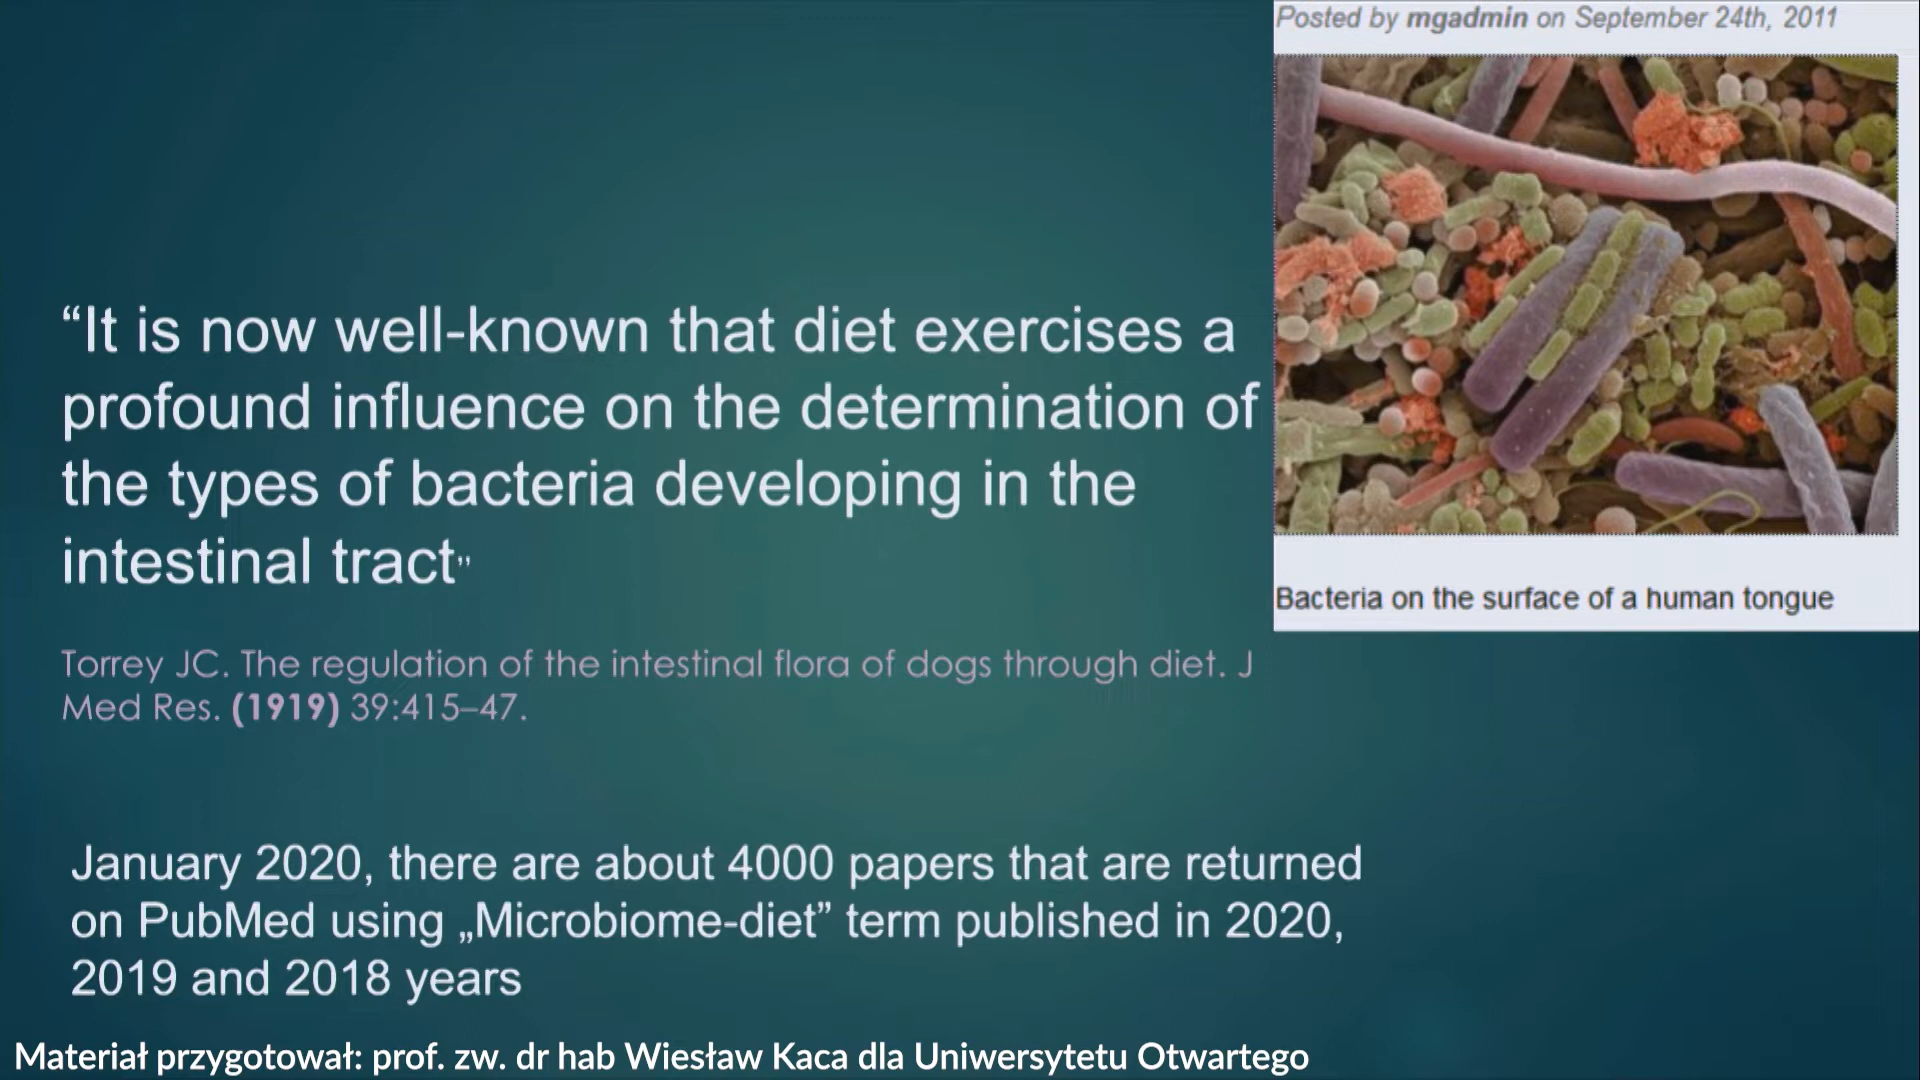 Posted by mgadmin on September 24th, 2011
“It is now well-known that diet exercises a
profound influence on the determination of
the types of bacteria developing in the
intestinal tract”
Bacteria on the surface of a human tongue
Torrey JC. The regulation of the intestinal flora of dogs through diet. J
Med Res. (1919) 39:415–47.
January 2020, there are about 4000 papers that are returned
on PubMed using „Microbiome-diet” term published in 2020,
2019 and 2018 years
Materiał przygotował: prof. zw. dr hab Wiesław Kaca dla Uniwersytetu Otwartego